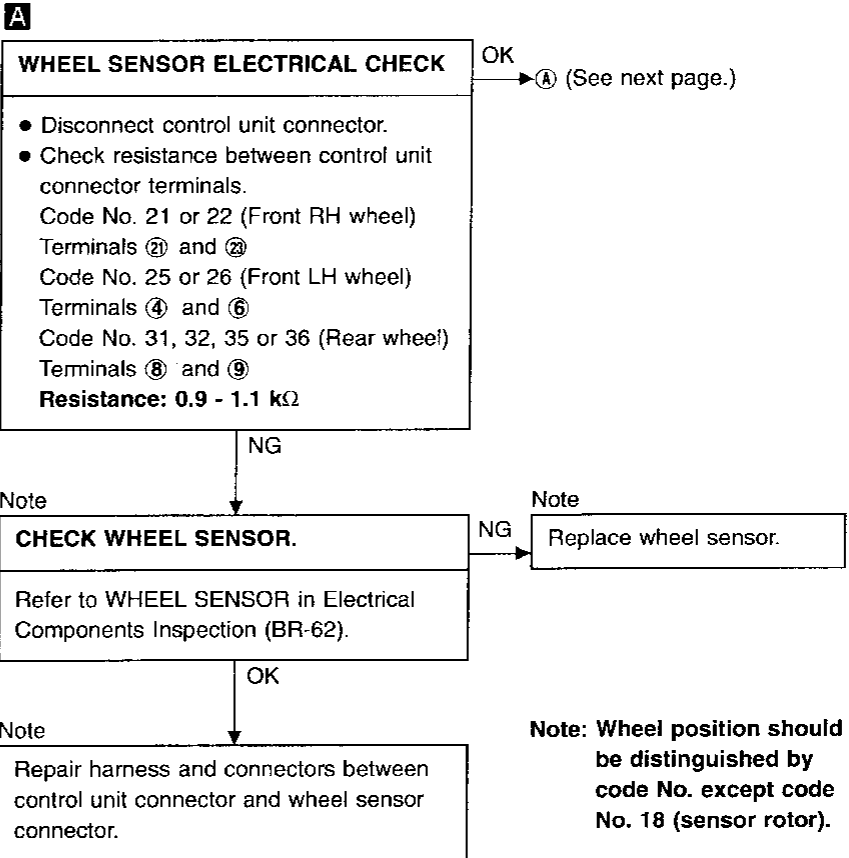 A
WHEEL SENSOR ELECTRICAL CHECK
OK
Ⓐ (See next page.)
● Disconnect control unit connector.
● Check resistance between control unit
connector terminals.
Code No. 21 or 22 (Front RH wheel)
Terminals ㉑ and ㉓
Code No. 25 or 26 (Front LH wheel)
Terminals ④ and ⑥
Code No. 31, 32, 35 or 36 (Rear wheel)
Terminals ⑧ and ⑨
Resistance: 0.9 - 1.1 kΩ
NG
Note
CHECK WHEEL SENSOR.
Refer to WHEEL SENSOR in Electrical
Components Inspection (BR-62).
NG
Note
Replace wheel sensor.
OK
Note
Repair harness and connectors between
control unit connector and wheel sensor
connector.
Note: Wheel position should
be distinguished by
code No. except code
No. 18 (sensor rotor).